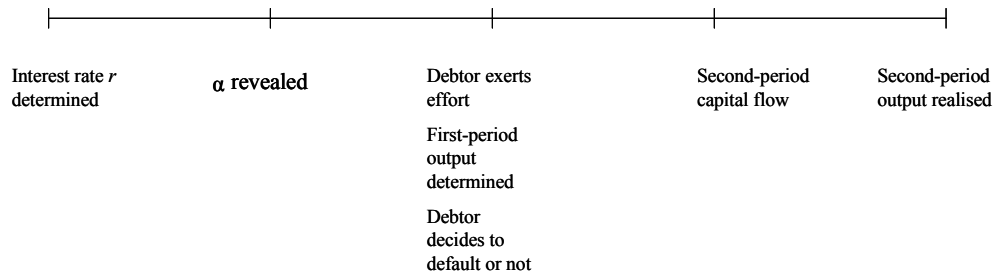 Interest rate r
determined
α revealed
Debtor exerts
effort
First-period
output
determined
Debtor
decides to
default or not
Second-period
capital flow
Second-period
output realised